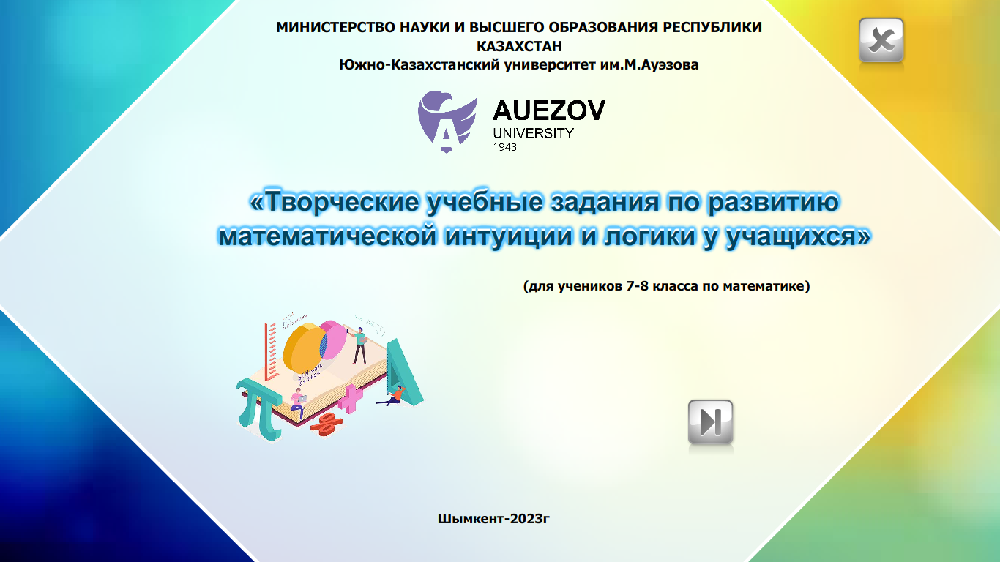 МИНИСТЕРСТВО НАУКИ И ВЫСШЕГО ОБРАЗОВАНИЯ РЕСПУБЛИКИ
КАЗАХСТАН
Южно-Казахстанский университет им.М.Ауэзова
AUEZOV
UNIVERSITY
1943
«Творческие учебные задания по развитию
математической интуиции и логики у учащихся»
(для учеников 7-8 класса по математике)
Шымкент-2023г